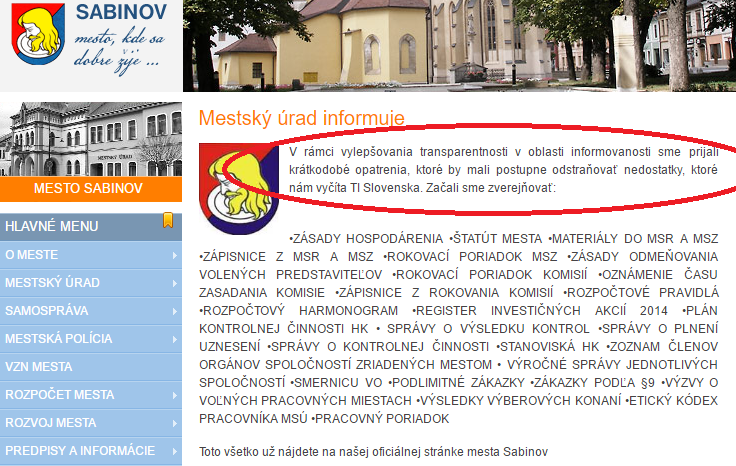 SABINOV
mesto, kde sa
dobre žije ...
MESTSKÝ ÚRAD
MESTO SABINOV
HLAVNÉ MENU
O MESTE
MESTSKÝ ÚRAD
SAMOSPRÁVA
MESTSKÁ POLÍCIA
VZN MESTA
ROZPOČET MESTA
ROZVOJ MESTA
PREDPISY A INFORMÁCIE
Mestský úrad informuje
V rámci vylepšovania transparentnosti v oblasti informovanosti sme prijali
krátkodobé opatrenia, ktoré by mali postupne odstraňovať nedostatky, ktoré
nám vyčíta TI Slovenska. Začali sme zverejňovať:
•ZÁSADY HOSPODÁRENIA •ŠTATÚT MESTA •MATERIÁLY DO MSR A MSZ
•ZÁPISNICE Z MSR A MSZ •ROKOVACÍ PORIADOK MSZ •ZÁSADY ODMEŇOVANIA
VOLENÝCH PREDSTAVITEĽOV •ROKOVACÍ PORIADOK KOMISIÍ •OZNÁMENIE ČASU
ZASADANIA KOMISIE •ZÁPISNICE Z ROKOVANIA KOMISIÍ •ROZPOČTOVÉ PRAVIDLÁ
•ROZPOČTOVÝ HARMONOGRAM •REGISTER INVESTIČNÝCH AKCIÍ 2014 •PLÁN
KONTROLNEJ ČINNOSTI HK • SPRÁVY O VÝSLEDKU KONTROL •SPRÁVY O PLNENÍ
UZNESENÍ •SPRÁVY O KONTROLNEJ ČINNOSTI •STANOVISKÁ HK •ZOZNAM ČLENOV
ORGÁNOV SPOLOČNOSTÍ ZRIADENÝCH MESTOM • VÝROČNÉ SPRÁVY JEDNOTLIVÝCH
SPOLOČNOSTÍ •SMERNICU VO •PODLIMITNÉ ZÁKAZKY •ZÁKAZKY PODĽA §9 •VÝZVY O
VOĽNÝCH PRACOVNÝCH MIESTACH •VÝSLEDKY VÝBEROVÝCH KONANÍ •ETICKÝ KÓDEX
PRACOVNÍKA MSÚ •PRACOVNÝ PORIADOK
Toto všetko už nájdete na našej oficiálnej stránke mesta Sabinov